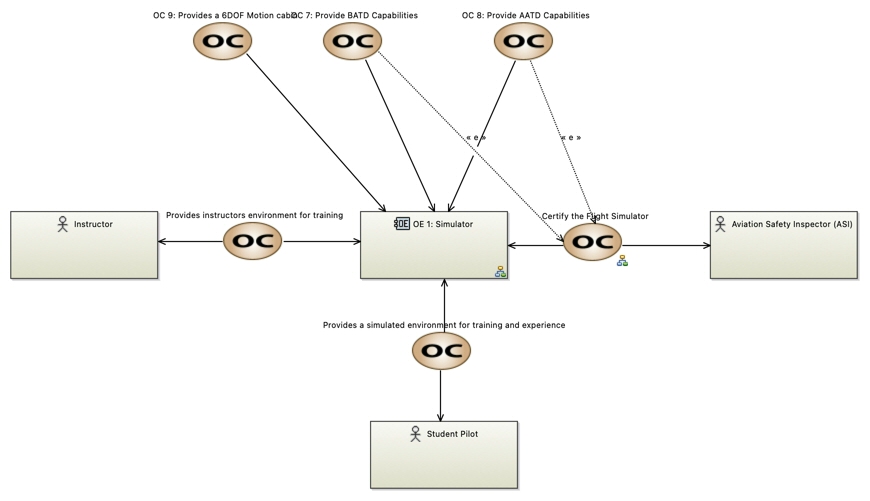 OC 9: Provides a 6DOF Motion cabin
OC 7: Provide BATD Capabilities
OC 8: Provide AATD Capabilities
OC
OC
OC
« e »
« e »
Provides instructors environment for training
Certify the Flight Simulator
Instructor
OE 1: Simulator
Aviation Safety Inspector (ASI)
OC
OC
Provides a simulated environment for training and experience
OC
Student Pilot